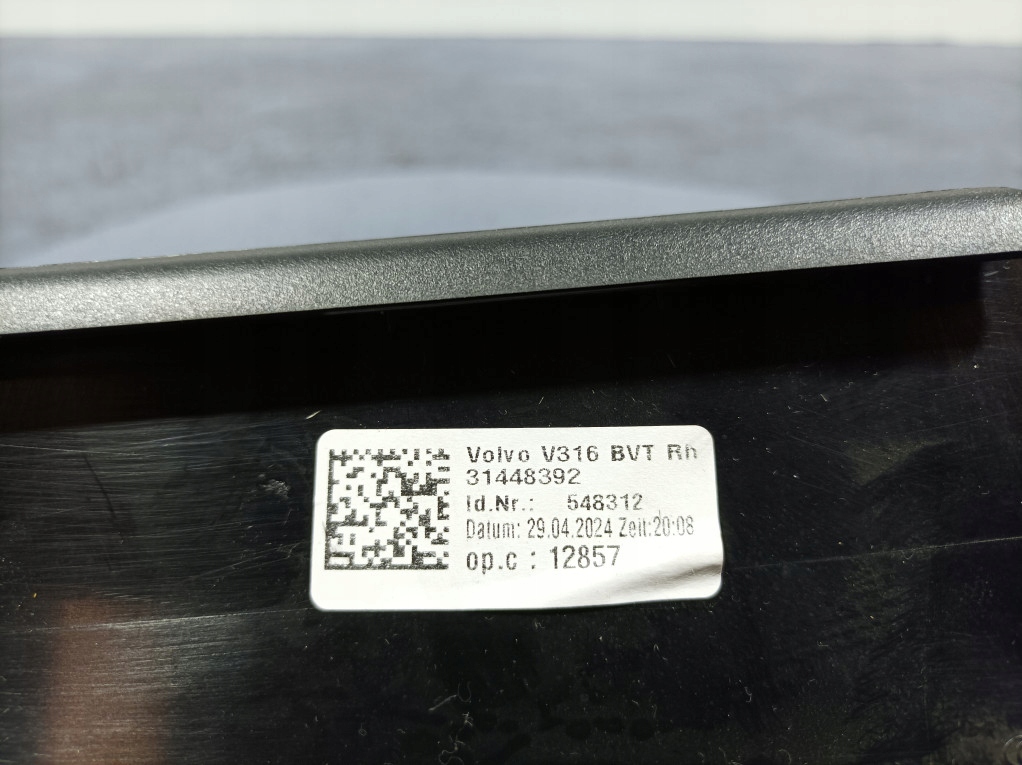 Volvo V316 BVT Rh
31448392
Id.Nr.: 548312
Datum: 29.04.2024 Zeit:20:08
op.c : 12857